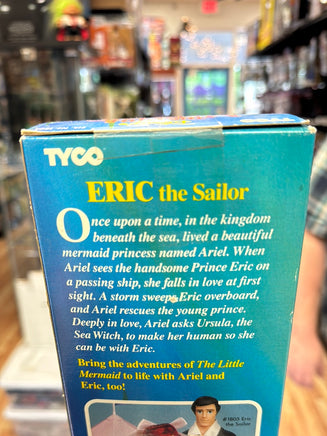 TYCO
ERIC the Sailor
Once upon a time, in the kingdom
beneath the sea, lived a beautiful
mermaid princess named Ariel. When
Ariel sees the handsome Prince Eric on
a passing ship, she falls in love at first
sight. A storm sweeps Eric overboard,
and Ariel rescues the young prince.
Deeply in love, Ariel asks Ursula, the
Sea Witch, to make her human so she
can be with Eric.
Bring the adventures of The Little
Mermaid to life with Ariel and
Eric, too!
#1803 Eric
the Sailor